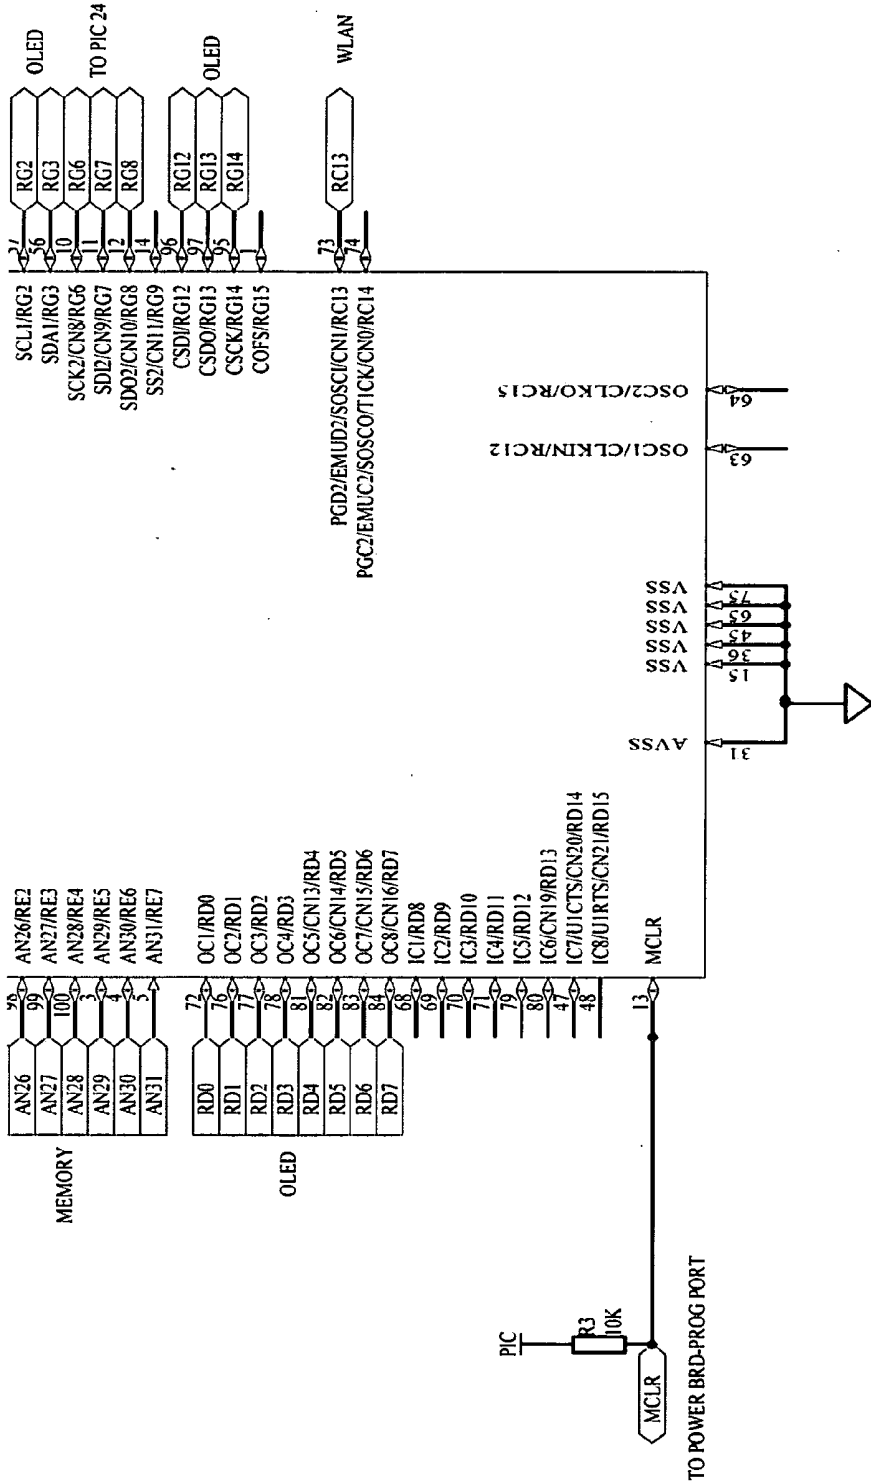 OLED
TO PIC 24
OLED
WLAN
RG2
RG3
RG6
RG7
RG8
RG12
RG13
RG14
RC13
56
10
11
12
14
96
97
95
1
73
74
SCL1/RG2
SDA1/RG3
SCK2/CN8/RG6
SDI2/CN9/RG7
SDO2/CN10/RG8
SS2/CN11/RG9
CSDI/RG12
CSDO/RG13
CSCK/RG14
COFS/RG15
PGD2/EMUD2/SOSCI/CN1/RC13
PGC2/EMUC2/SOSCO/T1CK/CN0/RC14
OSC2/CLKO/RC15
64
OSC1/CLKIN/RC12
63
VSS
75
VSS
65
VSS
45
VSS
36
VSS
15
AVSS
31
AN26/RE2
AN27/RE3
AN28/RE4
AN29/RE5
AN30/RE6
AN31/RE7
OC1/RD0
OC2/RD1
OC3/RD2
OC4/RD3
OC5/CN13/RD4
OC6/CN14/RD5
OC7/CN15/RD6
OC8/CN16/RD7
IC1/RD8
IC2/RD9
IC3/RD10
IC4/RD11
IC5/RD12
IC6/CN19/RD13
IC7/U1CTS/CN20/RD14
IC8/U1RTS/CN21/RD15
MCLR
98
99
100
3
4
5
72
76
77
78
81
82
83
84
68
69
70
71
79
80
47
48
13
AN26
AN27
AN28
AN29
AN30
AN31
RD0
RD1
RD2
RD3
RD4
RD5
RD6
RD7
MEMORY
OLED
PIC
R3
10K
MCLR
TO POWER BRD-PROG PORT